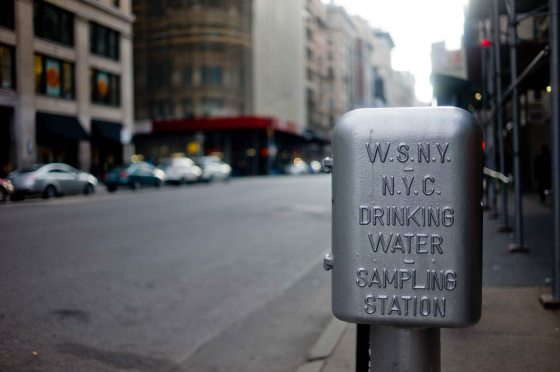 W.S.N.Y.
-
N.Y.C.
DRINKING
WATER
-
SAMPLING
STATION